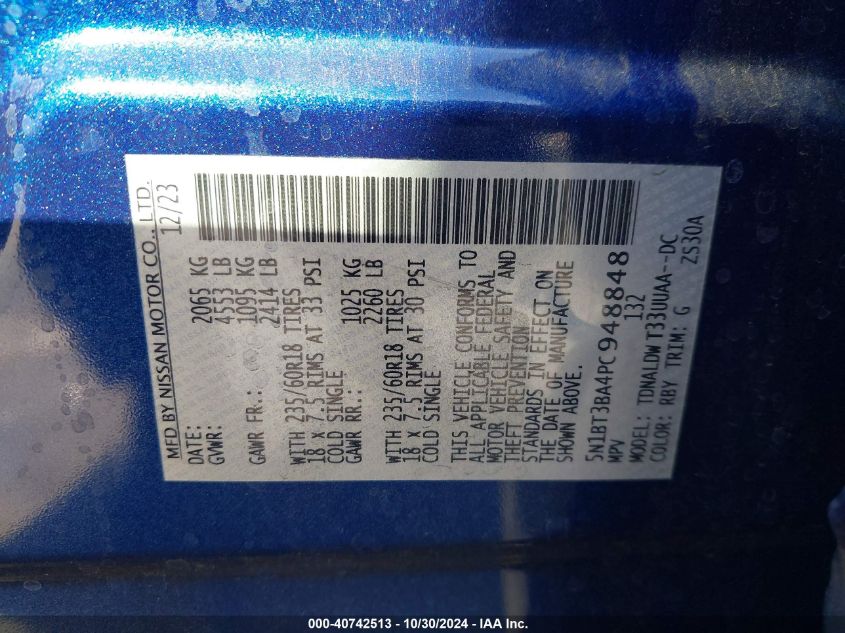 MFD BY NISSAN MOTOR CO., LTD.
DATE: 12/23
GVWR: 2065 KG
4553 LB
GAWR FR.: 1095 KG
2414 LB
WITH 235/60R18 TIRES
18 X 7.5 RIMS AT 33 PSI
COLD SINGLE
GAWR RR.: 1025 KG
2260 LB
WITH 235/60R18 TIRES
18 X 7.5 RIMS AT 30 PSI
COLD SINGLE
THIS VEHICLE CONFORMS TO
ALL APPLICABLE FEDERAL
MOTOR VEHICLE SAFETY AND
THEFT PREVENTION
STANDARDS IN EFFECT ON
THE DATE OF MANUFACTURE
SHOWN ABOVE.
5N1BT3BA4PC948848
MPV 132
MODEL: TDNALDWT33UUAA--DC
COLOR: RBY TRIM: G ZS30A
000-40742513 - 10/30/2024 - IAA Inc.